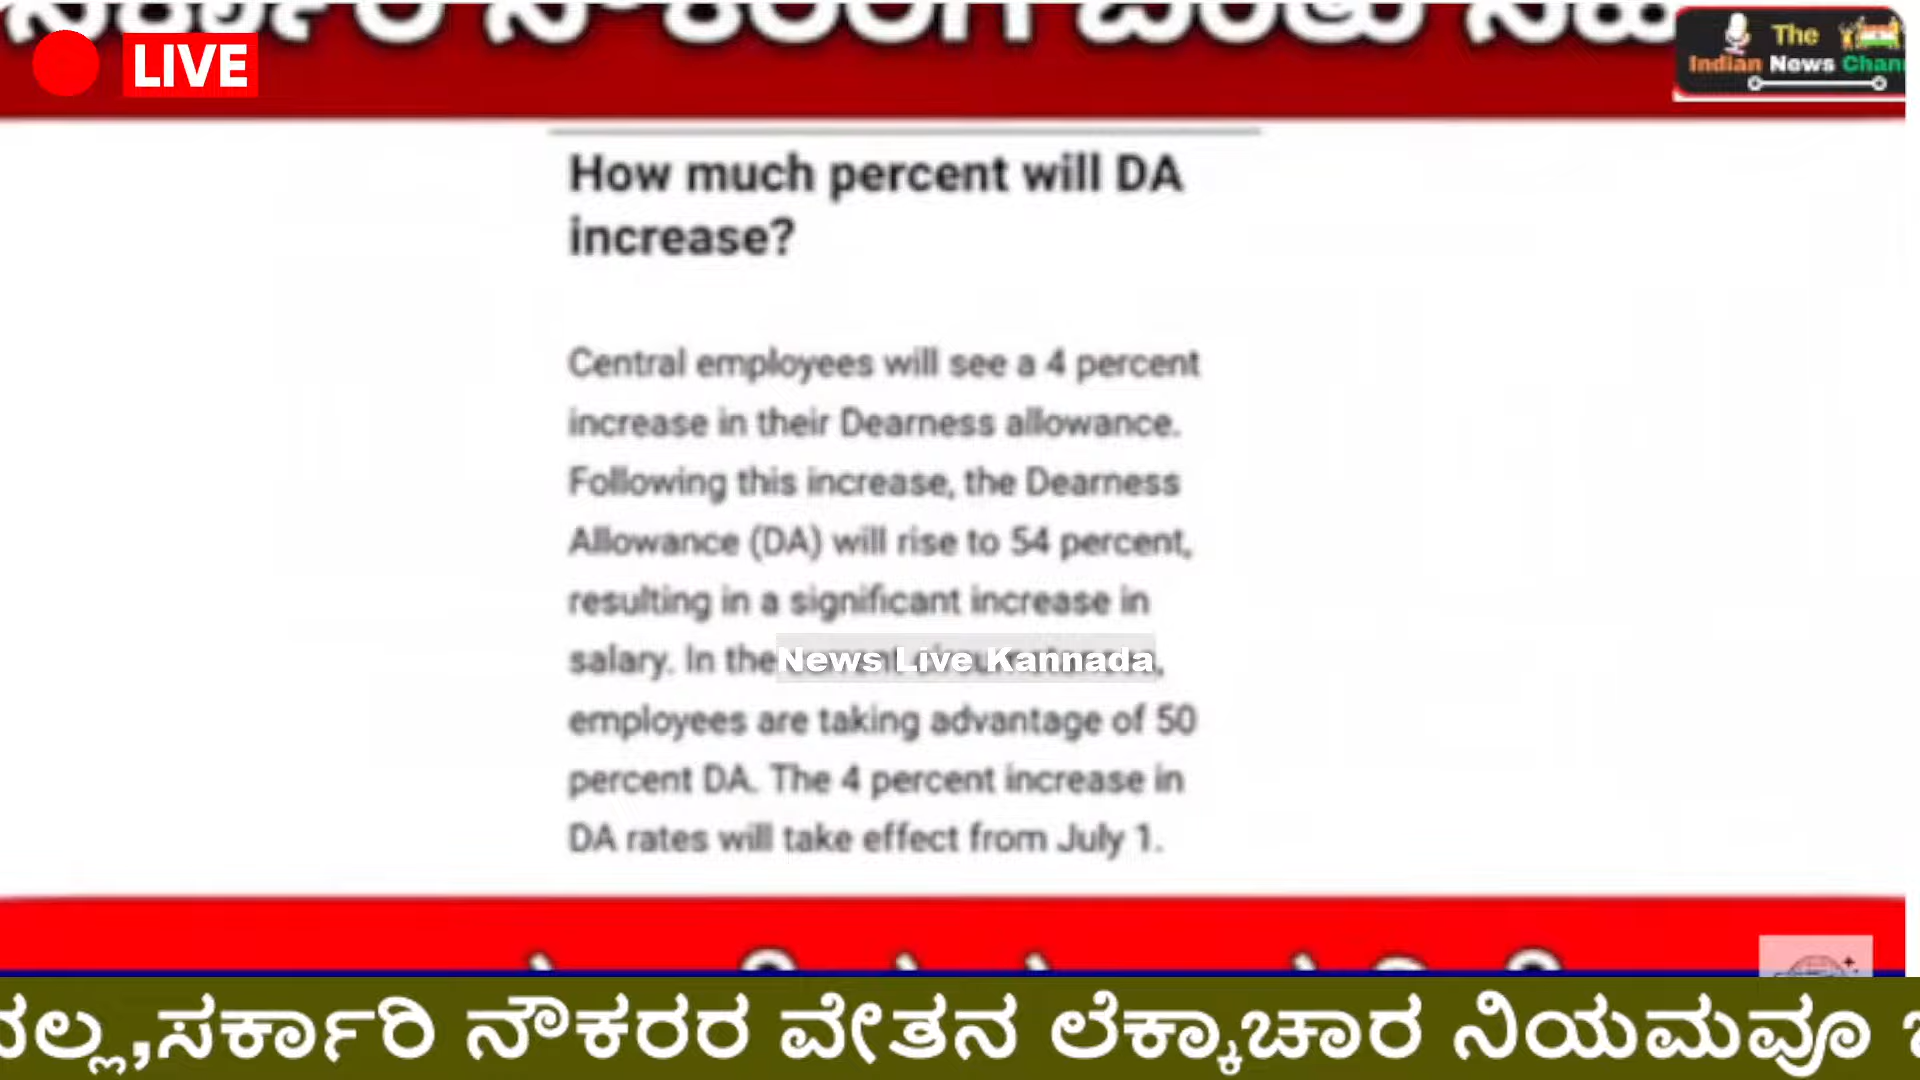 ಸರ್ಕಾರಿ ನೌಕರರಿಗೆ ಬಂತು ಸಿಹಿ
LIVE
The
Indian News Chan
How much percent will DA
increase?
Central employees will see a 4 percent
increase in their Dearness allowance.
Following this increase, the Dearness
Allowance (DA) will rise to 54 percent,
resulting in a significant increase in
salary. In the
News Live Kannada
employees are taking advantage of 50
percent DA. The 4 percent increase in
DA rates will take effect from July 1.
ಸರ್ಕಾರಿ ನೌಕರರ ವೇತನ ಲೆಕ್ಕಾಚಾರ ನಿಯಮವೂ